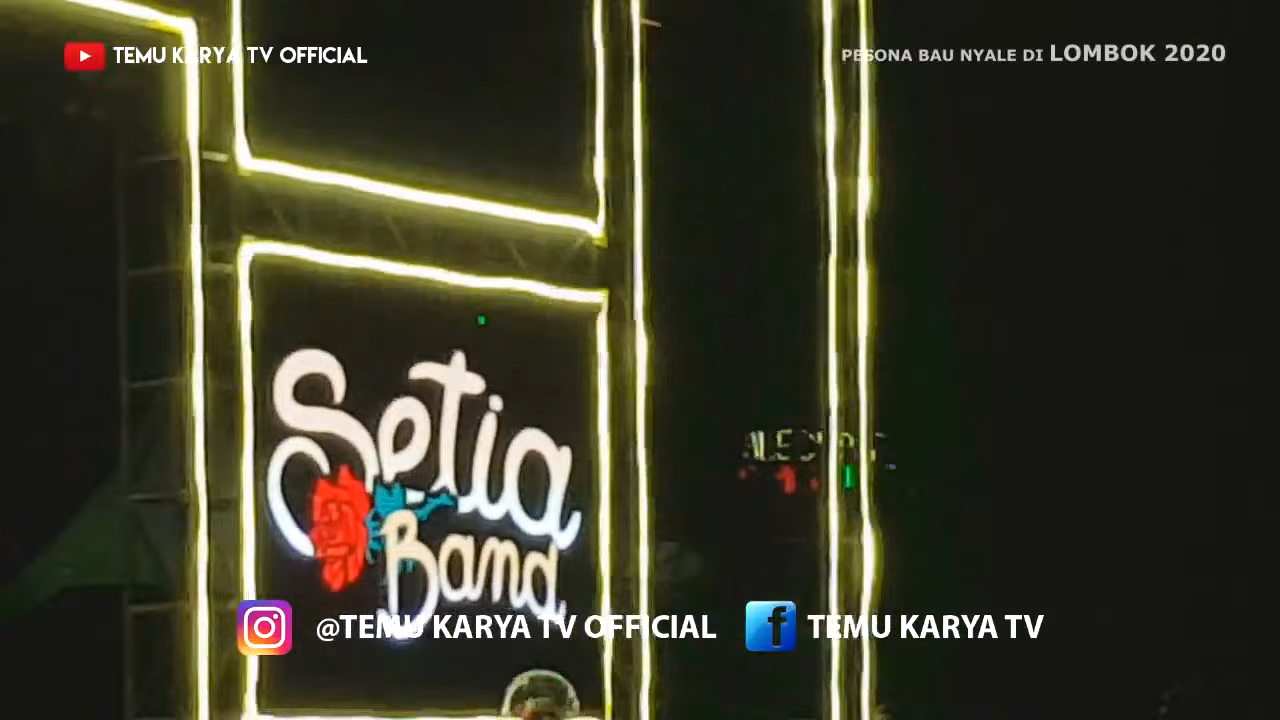 TEMU KARYA TV OFFICIAL
PESONA BAU NYALE DI LOMBOK 2020
Setia
Band
@TEMU KARYA TV OFFICIAL
TEMU KARYA TV